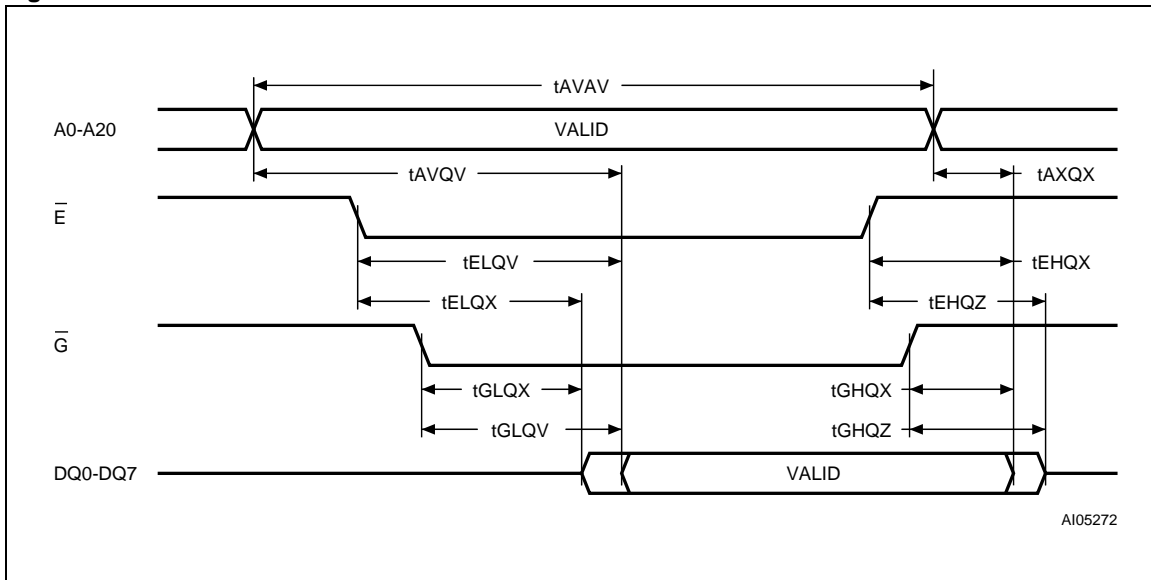 tAVAV
A0-A20 VALID
tAVQV tAXQX
E
tELQV tEHQX
tELQX tEHQZ
G
tGLQX tGHQX
tGLQV tGHQZ
DQ0-DQ7 VALID
AI05272